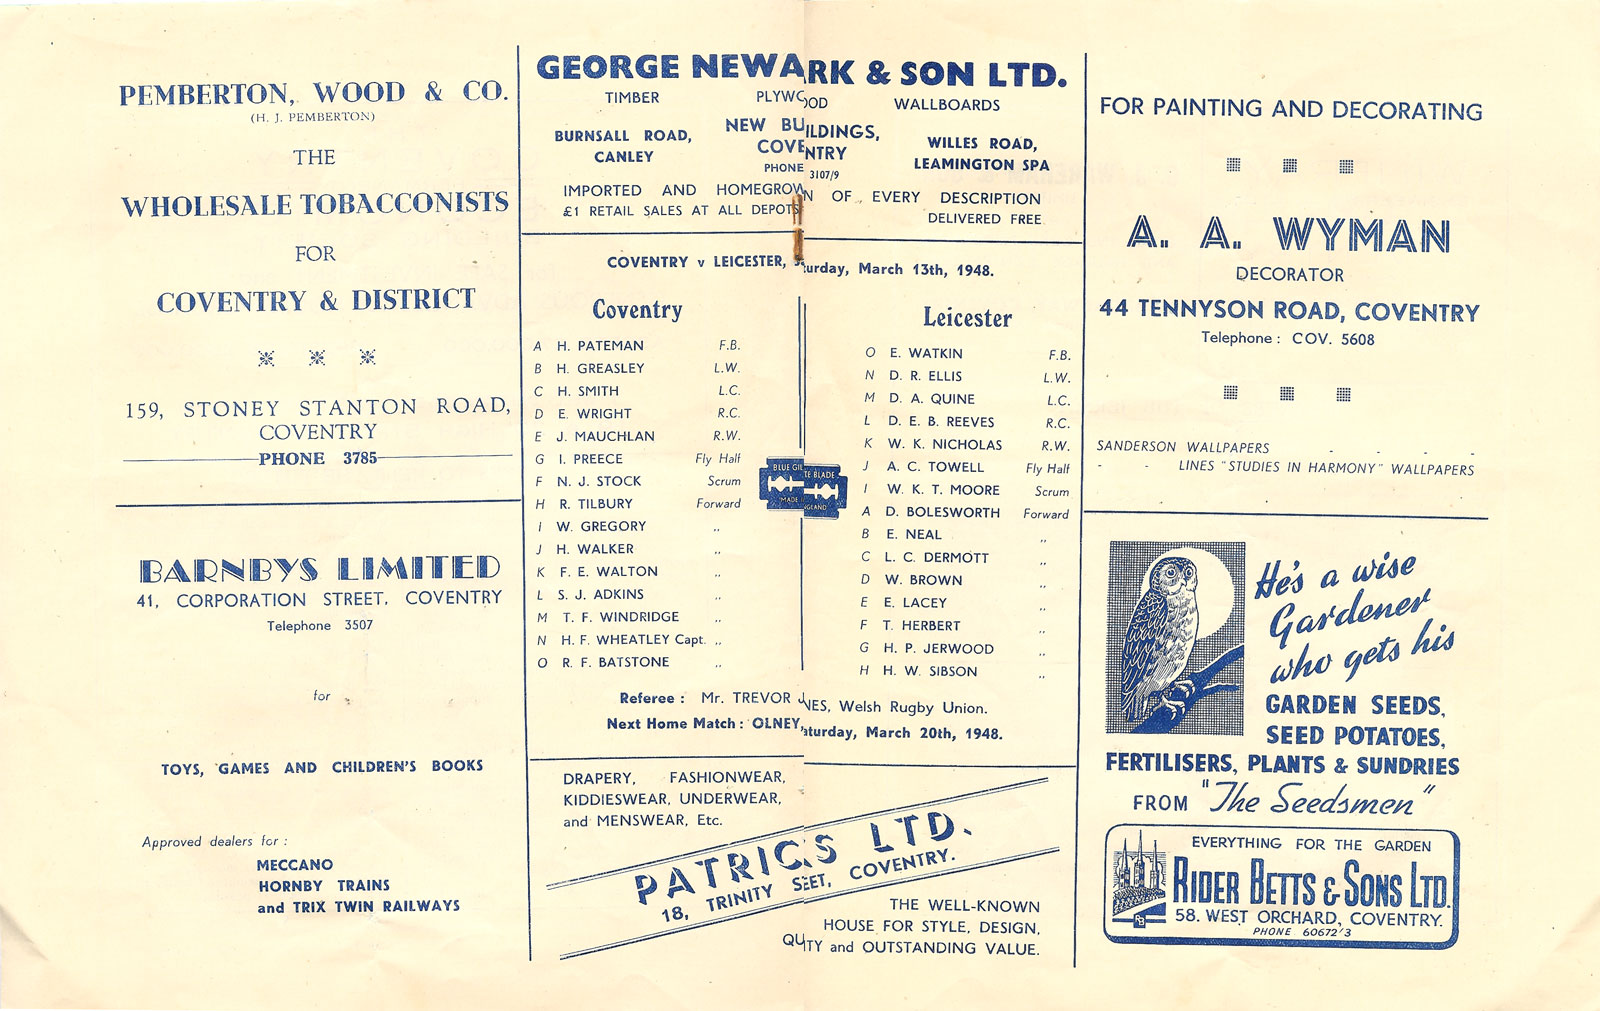 PEMBERTON, WOOD & CO.
(H. J. PEMBERTON)
THE
WHOLESALE TOBACCONISTS
FOR
COVENTRY & DISTRICT
159, STONEY STANTON ROAD,
COVENTRY
PHONE 3785
BARNBYS LIMITED
41, CORPORATION STREET, COVENTRY
Telephone 3507
for
TOYS, GAMES AND CHILDREN'S BOOKS
Approved dealers for :
MECCANO
HORNBY TRAINS
and TRIX TWIN RAILWAYS
GEORGE NEWARK & SON LTD.
TIMBER PLYWOOD WALLBOARDS
BURNSALL ROAD,
CANLEY
NEW BUILDINGS,
COVENTRY
PHONE 3107/9
WILLES ROAD,
LEAMINGTON SPA
IMPORTED AND HOMEGROWN OF EVERY DESCRIPTION
£1 RETAIL SALES AT ALL DEPOTS DELIVERED FREE
COVENTRY v LEICESTER, Saturday, March 13th, 1948.
Coventry
A H. PATEMAN F.B.
B H. GREASLEY L.W.
C H. SMITH L.C.
D E. WRIGHT R.C.
E J. MAUCHLAN R.W.
G I. PREECE Fly Half
F N. J. STOCK Scrum
H R. TILBURY Forward
I W. GREGORY ,,
J H. WALKER ,,
K F. E. WALTON ,,
L S. J. ADKINS ,,
M T. F. WINDRIDGE ,,
N H. F. WHEATLEY Capt. ,,
O R. F. BATSTONE ,,
BLUE GILLETTE BLADE
MADE IN ENGLAND
Leicester
O E. WATKIN F.B.
N D. R. ELLIS L.W.
M D. A. QUINE L.C.
L D. E. B. REEVES R.C.
K W. K. NICHOLAS R.W.
J A. C. TOWELL Fly Half
I W. K. T. MOORE Scrum
A D. BOLESWORTH Forward
B E. NEAL ,,
C L. C. DERMOTT ,,
D W. BROWN ,,
E E. LACEY ,,
F T. HERBERT ,,
G H. P. JERWOOD ,,
H H. W. SIBSON ,,
Referee : Mr. TREVOR JONES, Welsh Rugby Union.
Next Home Match : OLNEY, Saturday, March 20th, 1948.
DRAPERY, FASHIONWEAR,
KIDDIESWEAR, UNDERWEAR,
and MENSWEAR, Etc.
PATRICS LTD.
18, TRINITY STREET, COVENTRY.
THE WELL-KNOWN
HOUSE FOR STYLE, DESIGN,
QUALITY and OUTSTANDING VALUE.
FOR PAINTING AND DECORATING
A. A. WYMAN
DECORATOR
44 TENNYSON ROAD, COVENTRY
Telephone : COV. 5608
SANDERSON WALLPAPERS - - - -
- - LINES "STUDIES IN HARMONY" WALLPAPERS
He's a wise
Gardener
who gets his
GARDEN SEEDS,
SEED POTATOES,
FERTILISERS, PLANTS & SUNDRIES
FROM "The Seedsmen"
EVERYTHING FOR THE GARDEN
RIDER BETTS & SONS LTD.
58. WEST ORCHARD, COVENTRY.
PHONE 60672'3